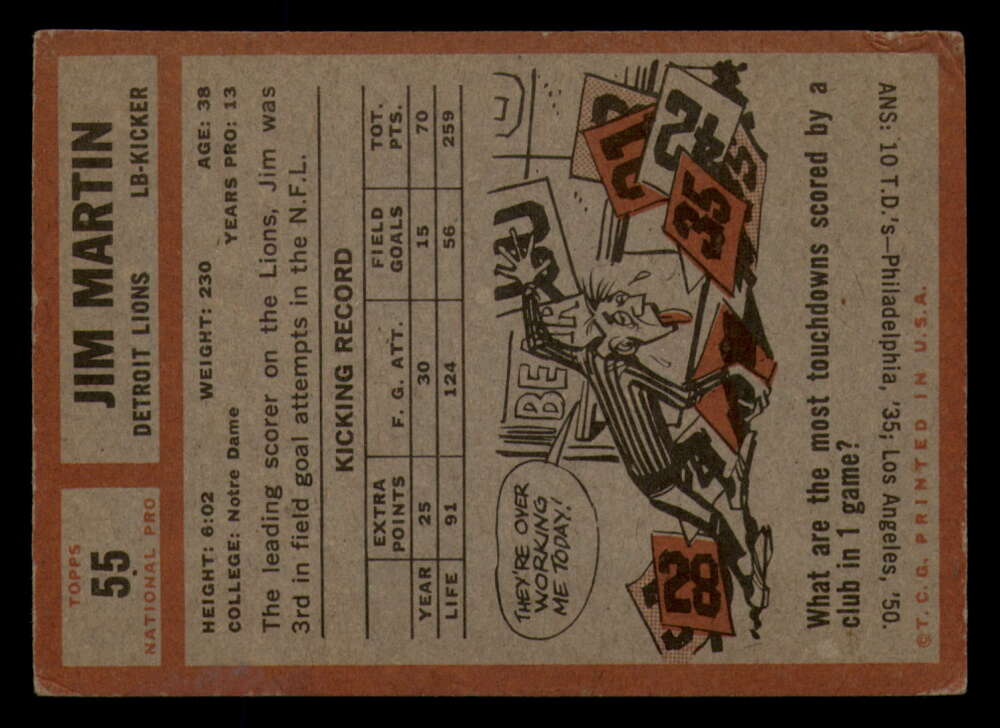 TOPPS
55
NATIONAL PRO
JIM MARTIN
DETROIT LIONS LB-KICKER
HEIGHT: 6:02 WEIGHT: 230 AGE: 38
COLLEGE: Notre Dame YEARS PRO: 13
The leading scorer on the Lions, Jim was
3rd in field goal attempts in the N.F.L.
KICKING RECORD
EXTRA POINTS F. G. ATT. FIELD GOALS TOT. PTS.
YEAR 25 30 15 70
LIFE 91 124 56 259
THEY'RE OVER
WORKING
ME TODAY!
BE
28
35
What are the most touchdowns scored by a
club in 1 game?
ANS: 10 T.D.'s—Philadelphia, '35; Los Angeles, '50.
©T. C. G. PRINTED IN U.S.A.